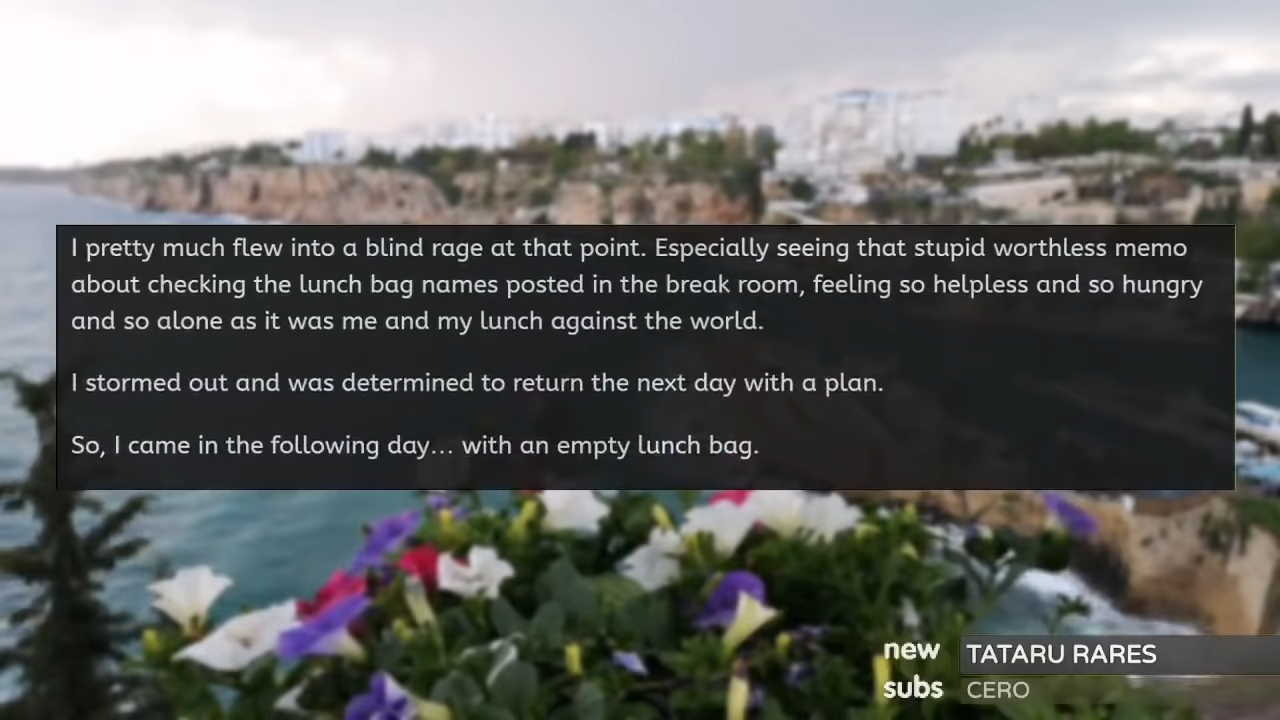 I pretty much flew into a blind rage at that point. Especially seeing that stupid worthless memo
about checking the lunch bag names posted in the break room, feeling so helpless and so hungry
and so alone as it was me and my lunch against the world.
I stormed out and was determined to return the next day with a plan.
So, I came in the following day... with an empty lunch bag.
new
TATARU RARES
subs
CERO